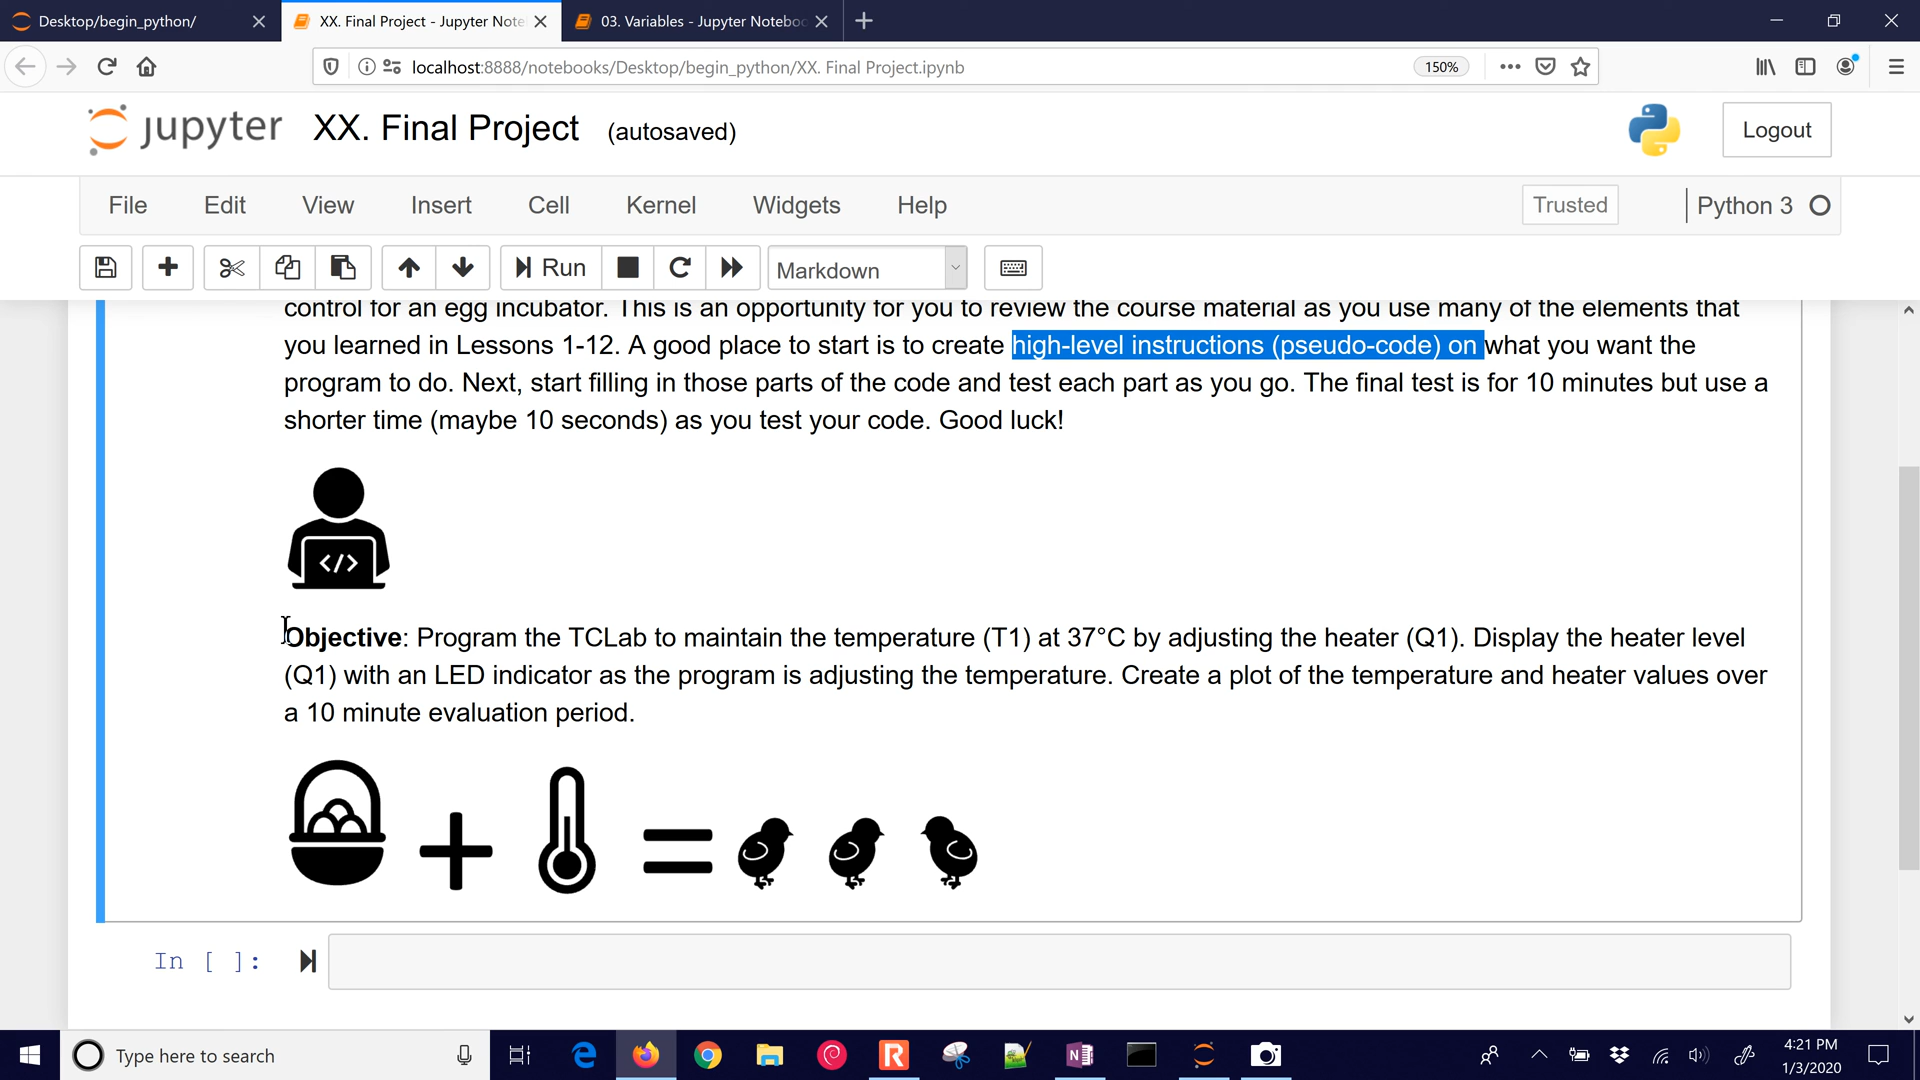 Desktop/begin_python/
XX. Final Project - Jupyter Note
03. Variables - Jupyter Noteboo
localhost:8888/notebooks/Desktop/begin_python/XX. Final Project.ipynb
150%
jupyter XX. Final Project (autosaved)
Logout
File Edit View Insert Cell Kernel Widgets Help
Trusted
Python 3
Run
Markdown
control for an egg incubator. This is an opportunity for you to review the course material as you use many of the elements that
you learned in Lessons 1-12. A good place to start is to create high-level instructions (pseudo-code) on what you want the
program to do. Next, start filling in those parts of the code and test each part as you go. The final test is for 10 minutes but use a
shorter time (maybe 10 seconds) as you test your code. Good luck!
</>
Objective: Program the TCLab to maintain the temperature (T1) at 37°C by adjusting the heater (Q1). Display the heater level
(Q1) with an LED indicator as the program is adjusting the temperature. Create a plot of the temperature and heater values over
a 10 minute evaluation period.
In [ ]:
Type here to search
4:21 PM
1/3/2020